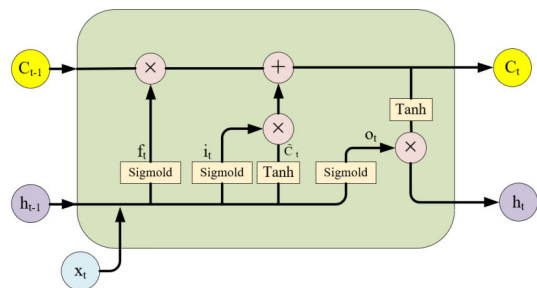 C_{t-1}
×
+
C_t
Tanh
f_t
i_t
×
C̃_t
o_t
×
Sigmold
Sigmold
Tanh
Sigmold
h_{t-1}
h_t
x_t